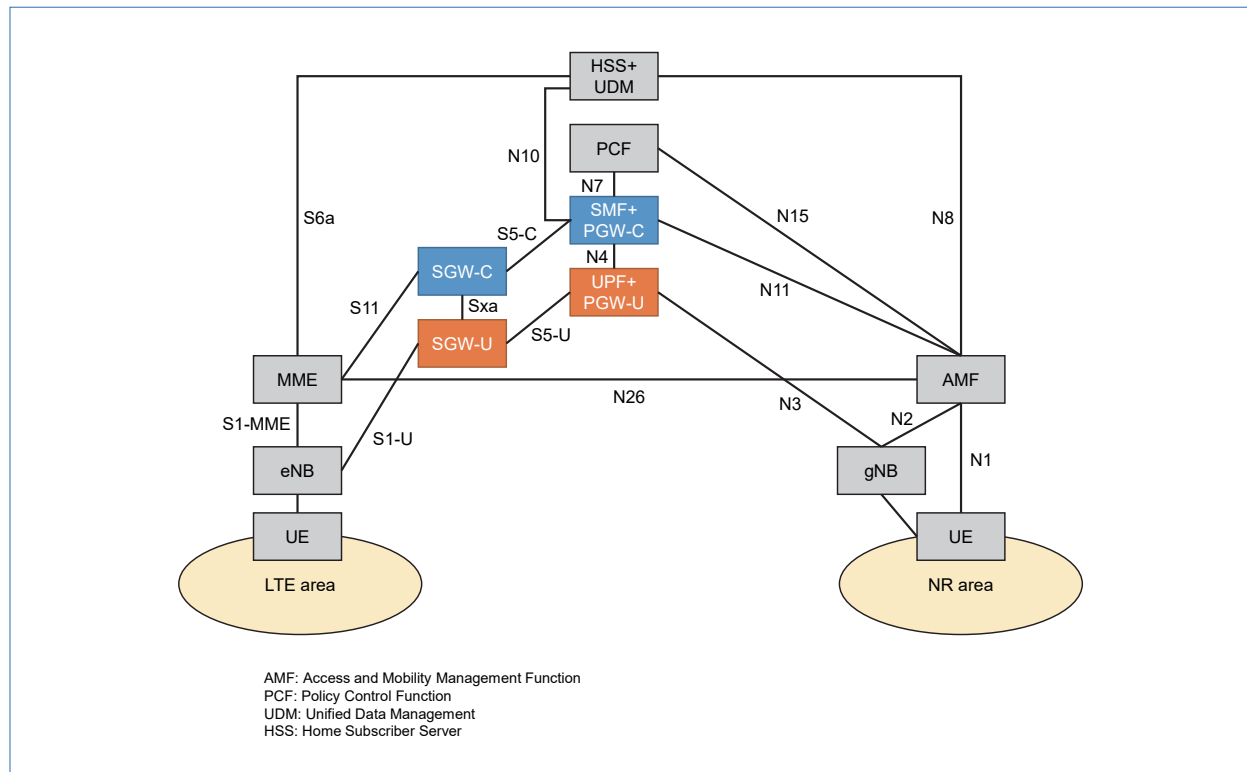 HSS+
UDM
PCF
N10
N7
S6a
SMF+
PGW-C
N15
N8
S5-C
N4
SGW-C
UPF+
PGW-U
N11
S11
Sxa
SGW-U
S5-U
MME
AMF
N26
N3
N2
S1-MME
S1-U
eNB
gNB
N1
UE
UE
LTE area
NR area
AMF: Access and Mobility Management Function
PCF: Policy Control Function
UDM: Unified Data Management
HSS: Home Subscriber Server